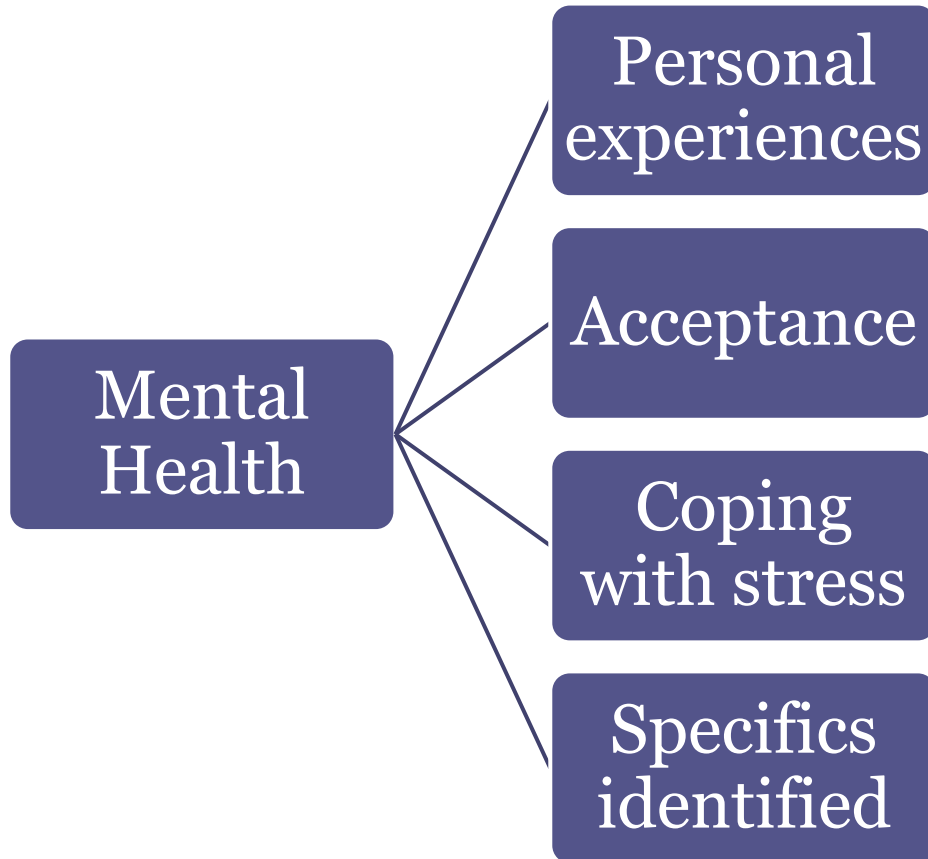 Mental
Health
Personal
experiences
Acceptance
Coping
with stress
Specifics
identified